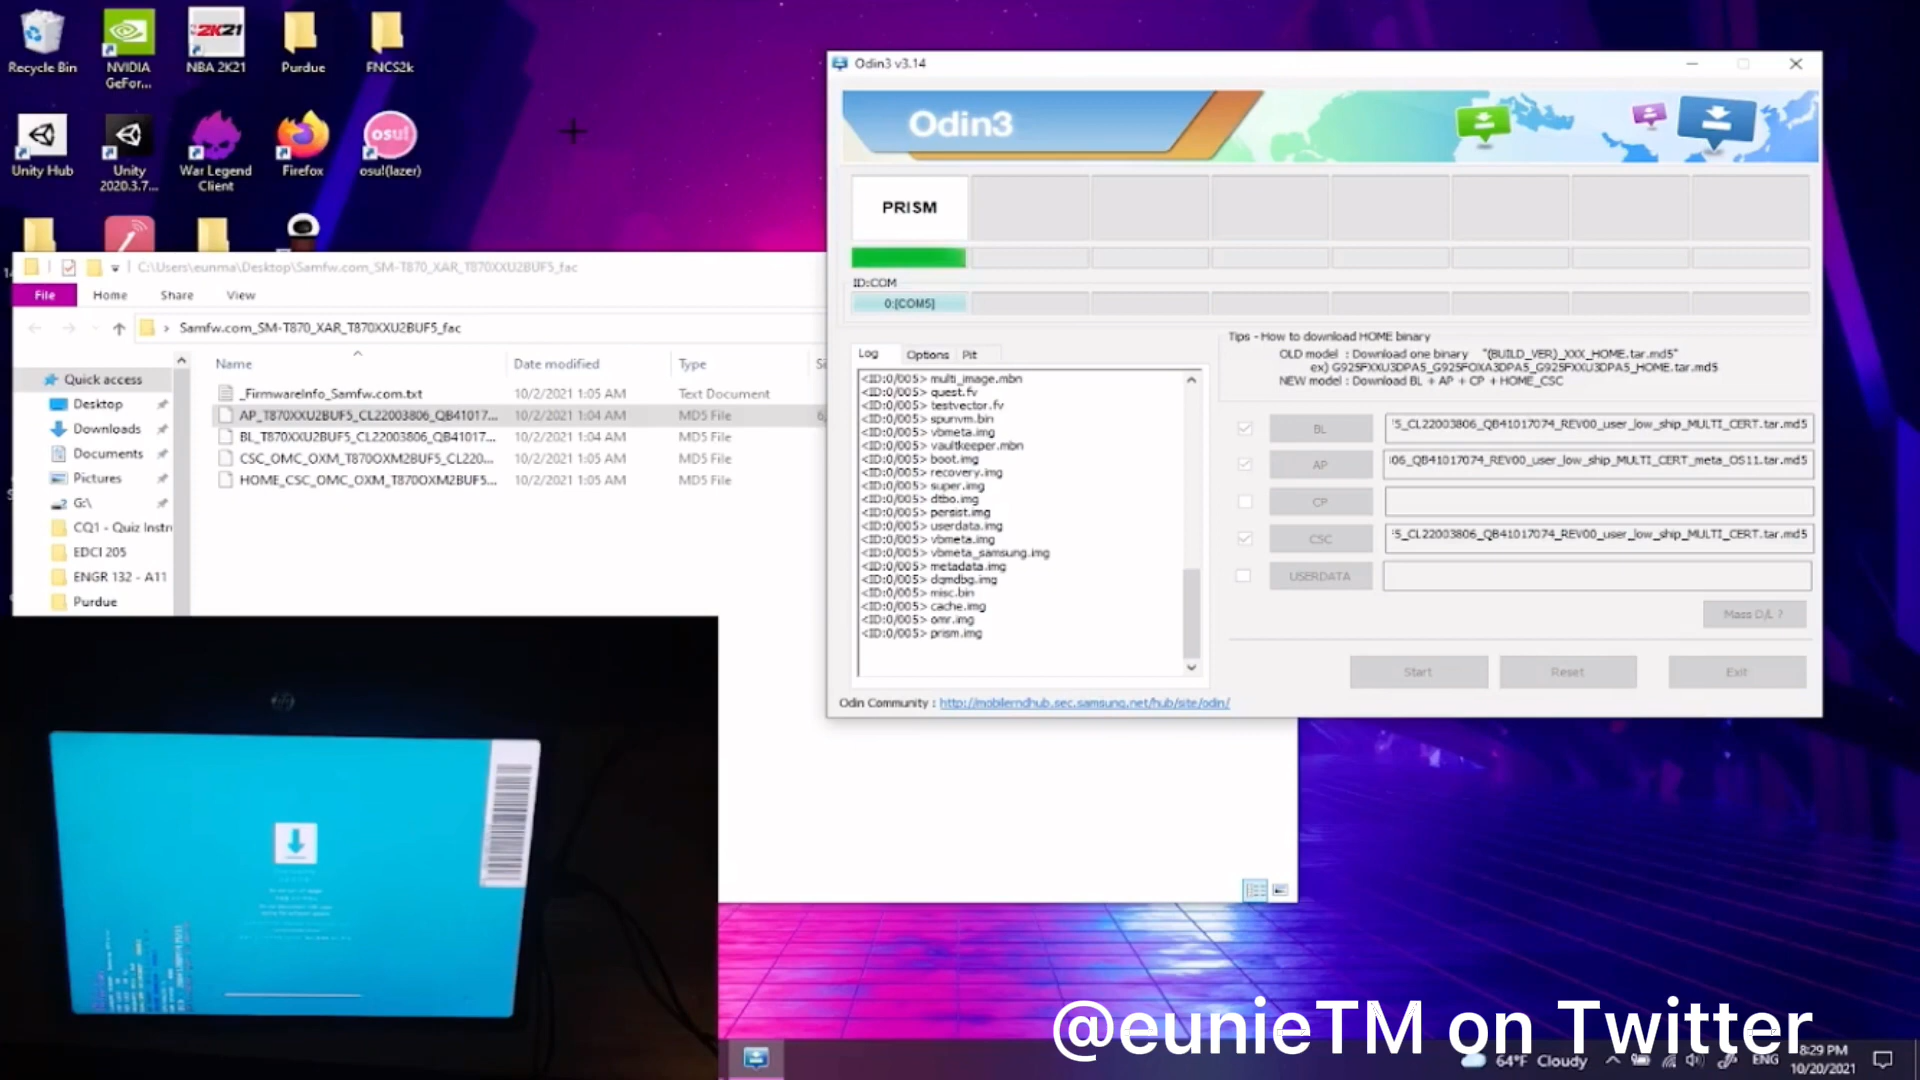 Recycle Bin
NVIDIA GeFor...
NBA 2K21
Purdue
FNCS2k
Unity Hub
Unity 2020.3.7...
War Legend Client
Firefox
osu!(lazer)
C:\Users\eunma\Desktop\Samfw.com_SM-T870_XAR_T870XXU2BUF5_fac
File
Home
Share
View
Samfw.com_SM-T870_XAR_T870XXU2BUF5_fac
Name
Date modified
Type
Quick access
Desktop
Downloads
Documents
Pictures
G:\
CQ1 - Quiz Instr
EDCI 205
ENGR 132 - A11
Purdue
_FirmwareInfo_Samfw.com.txt 10/2/2021 1:05 AM Text Document
AP_T870XXU2BUF5_CL22003806_QB41017... 10/2/2021 1:04 AM MD5 File
BL_T870XXU2BUF5_CL22003806_QB41017... 10/2/2021 1:04 AM MD5 File
CSC_OMC_OXM_T870OXM2BUF5_CL220... 10/2/2021 1:05 AM MD5 File
HOME_CSC_OMC_OXM_T870OXM2BUF5... 10/2/2021 1:05 AM MD5 File
Odin3 v3.14
Odin3
PRISM
ID:COM
0:[COM5]
Log
Options
Pit
<ID:0/005> multi_image.mbn
<ID:0/005> quest.fv
<ID:0/005> testvector.fv
<ID:0/005> spunvm.bin
<ID:0/005> vbmeta.img
<ID:0/005> vaultkeeper.mbn
<ID:0/005> boot.img
<ID:0/005> recovery.img
<ID:0/005> super.img
<ID:0/005> dtbo.img
<ID:0/005> persist.img
<ID:0/005> userdata.img
<ID:0/005> vbmeta.img
<ID:0/005> vbmeta_samsung.img
<ID:0/005> metadata.img
<ID:0/005> dqmdbg.img
<ID:0/005> misc.bin
<ID:0/005> cache.img
<ID:0/005> omr.img
<ID:0/005> prism.img
Tips - How to download HOME binary
OLD model : Download one binary "(BUILD_VER)_XXX_HOME.tar.md5"
ex) G925FXXU3DPA5_G925FOXA3DPA5_G925FXXU3DPA5_HOME.tar.md5
NEW model : Download BL + AP + CP + HOME_CSC
BL
5_CL22003806_QB41017074_REV00_user_low_ship_MULTI_CERT.tar.md5
AP
06_QB41017074_REV00_user_low_ship_MULTI_CERT_meta_OS11.tar.md5
CP
CSC
5_CL22003806_QB41017074_REV00_user_low_ship_MULTI_CERT.tar.md5
USERDATA
Mass D/L ?
Start
Reset
Exit
Odin Community : http://mobilerndhub.sec.samsung.net/hub/site/odin/
@eunieTM on Twitter
64°F Cloudy
ENG
8:29 PM
10/20/2021